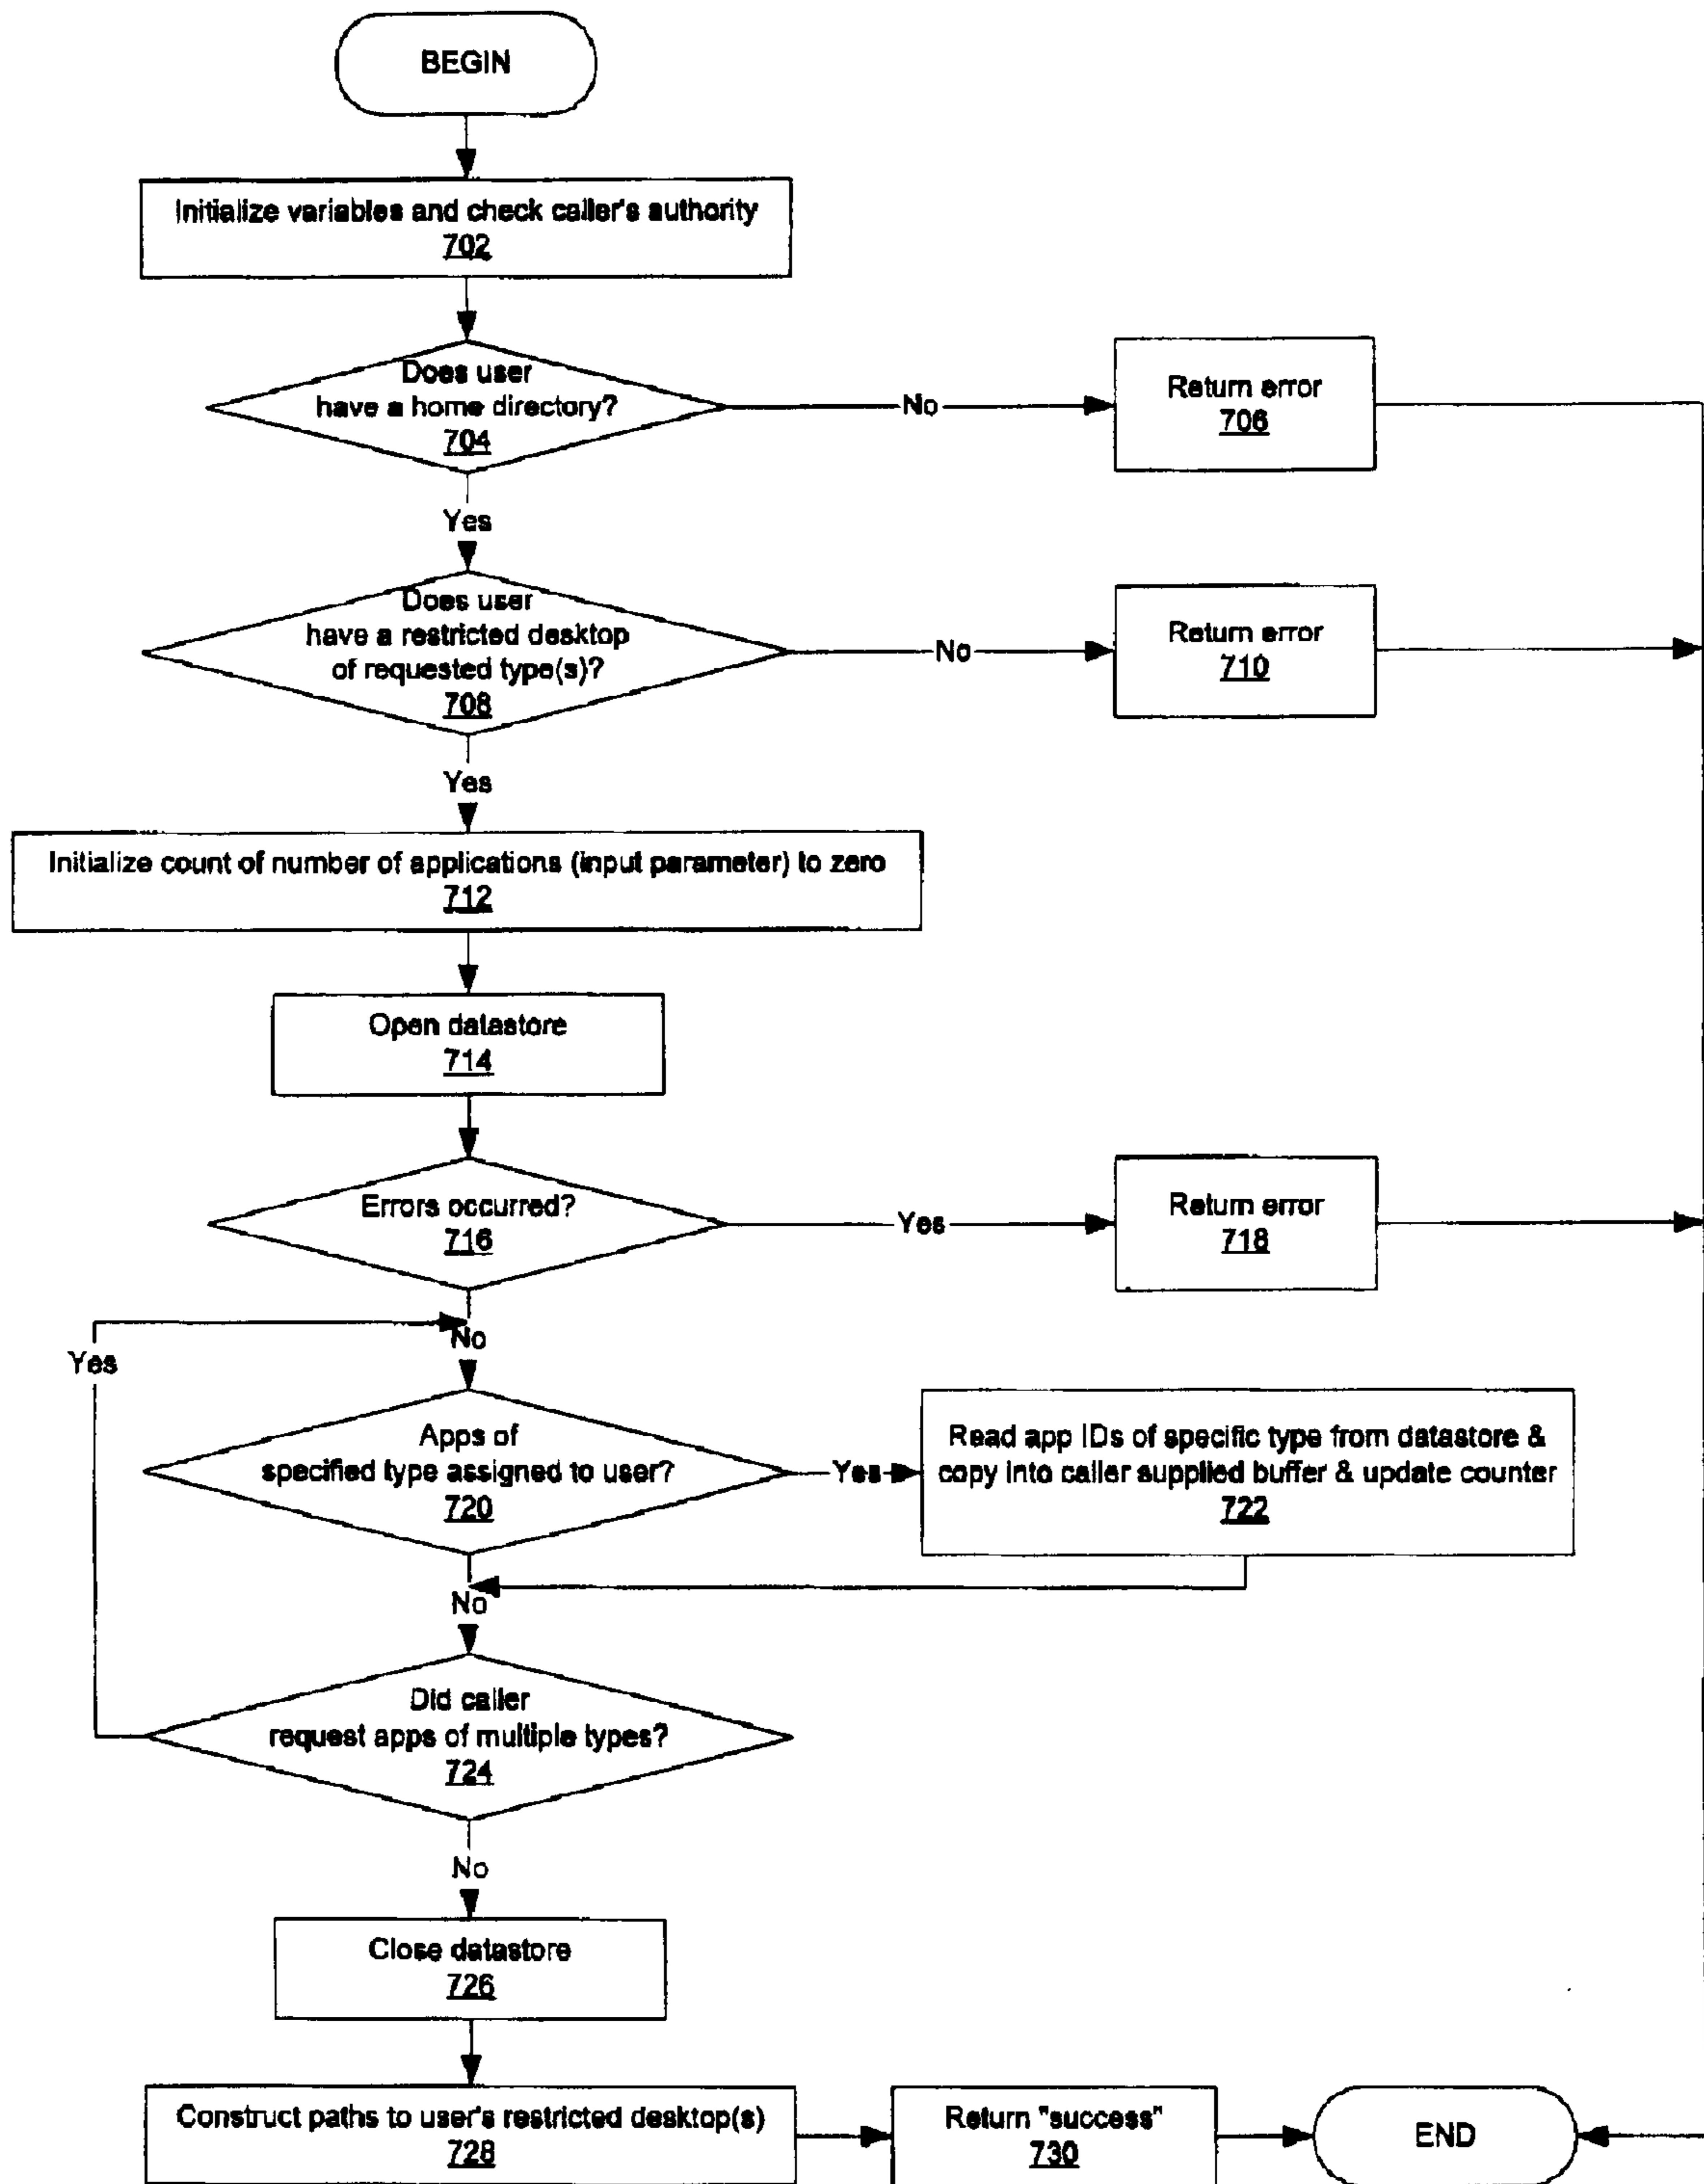 BEGIN
Initialize variables and check caller's authority
702
Does user
have a home directory?
704
No
Return error
706
Yes
Does user
have a restricted desktop
of requested type(s)?
708
No
Return error
710
Yes
Initialize count of number of applications (input parameter) to zero
712
Open datastore
714
Errors occurred?
716
Yes
Return error
718
No
Yes
Apps of
specified type assigned to user?
720
Yes
Read app IDs of specific type from datastore &
copy into caller supplied buffer & update counter
722
No
Did caller
request apps of multiple types?
724
No
Close datastore
726
Construct paths to user's restricted desktop(s)
728
Return "success"
730
END